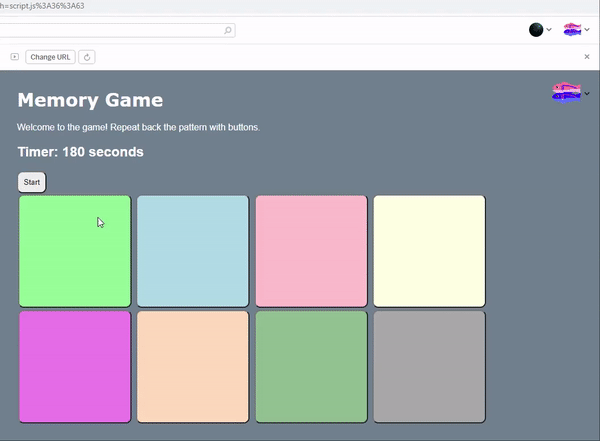 h=script.js%3A36%3A63
Change URL
Memory Game
Welcome to the game! Repeat back the pattern with buttons.
Timer: 180 seconds
Start